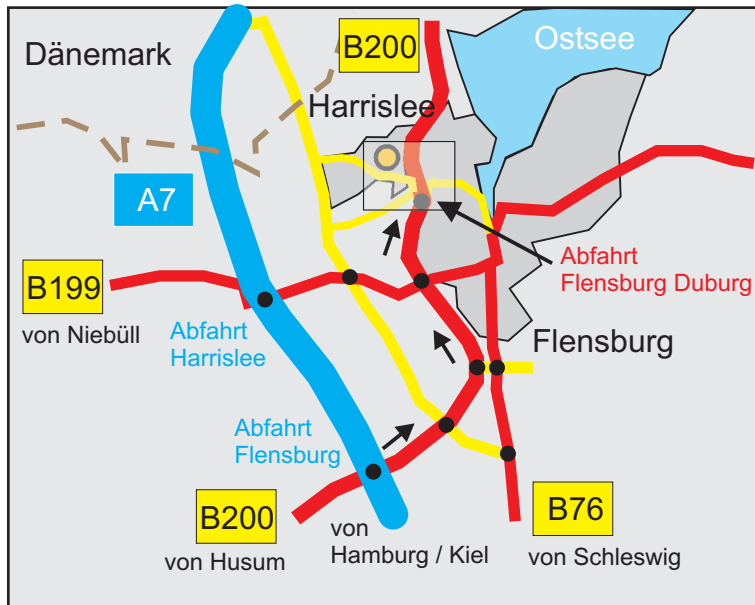 Dänemark
B200
Ostsee
Harrislee
A7
B199
von Niebüll
Abfahrt
Harrislee
Abfahrt
Flensburg Duburg
Flensburg
Abfahrt
Flensburg
B200
von Husum
von
Hamburg / Kiel
B76
von Schleswig